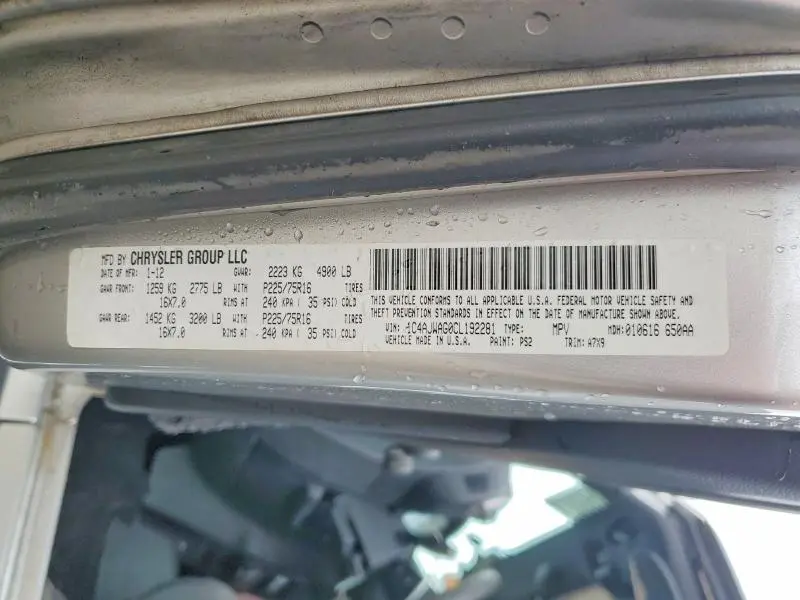 MFD BY CHRYSLER GROUP LLC
DATE OF MFR: 1-12 GVWR: 2223 KG 4900 LB
GAWR FRONT: 1259 KG 2775 LB WITH P225/75R16 TIRES
16X7.0 RIMS AT 240 KPA ( 35 PSI) COLD
GAWR REAR: 1452 KG 3200 LB WITH P225/75R16 TIRES
16X7.0 RIMS AT 240 KPA ( 35 PSI) COLD
THIS VEHICLE CONFORMS TO ALL APPLICABLE U.S.A. FEDERAL MOTOR VEHICLE SAFETY AND
THEFT PREVENTION STANDARDS IN EFFECT ON THE DATE OF MANUFACTURE SHOWN ABOVE.
VIN: 1C4AJWAG0CL192281 TYPE: MPV MDH: 010616 650AA
MADE IN U.S.A. PAINT: PS2 TRIM: A7X9